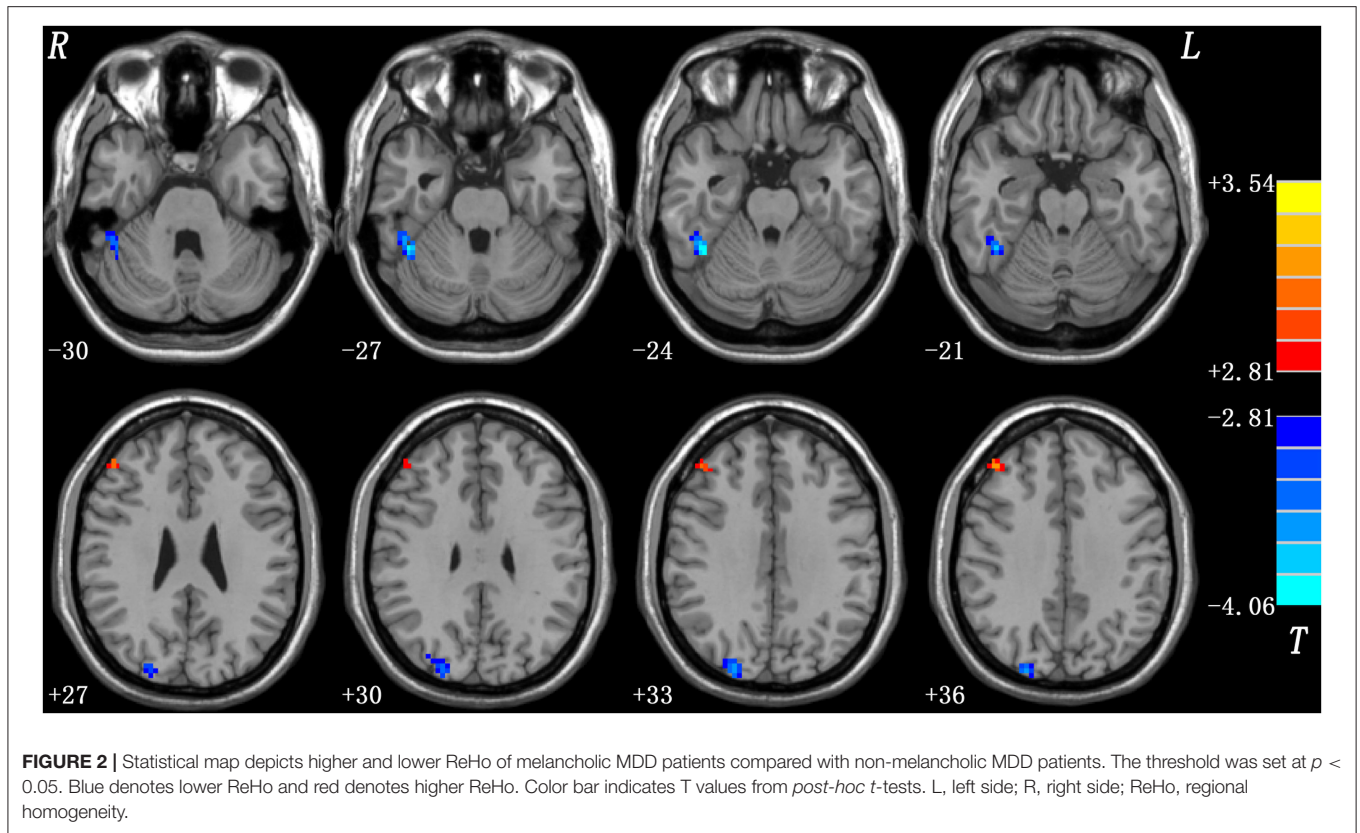 R
L
-30
-27
-24
-21
+3.54
+2.81
-2.81
-4.06
T
+27
+30
+33
+36
FIGURE 2 | Statistical map depicts higher and lower ReHo of melancholic MDD patients compared with non-melancholic MDD patients. The threshold was set at p <
0.05. Blue denotes lower ReHo and red denotes higher ReHo. Color bar indicates T values from post-hoc t-tests. L, left side; R, right side; ReHo, regional
homogeneity.